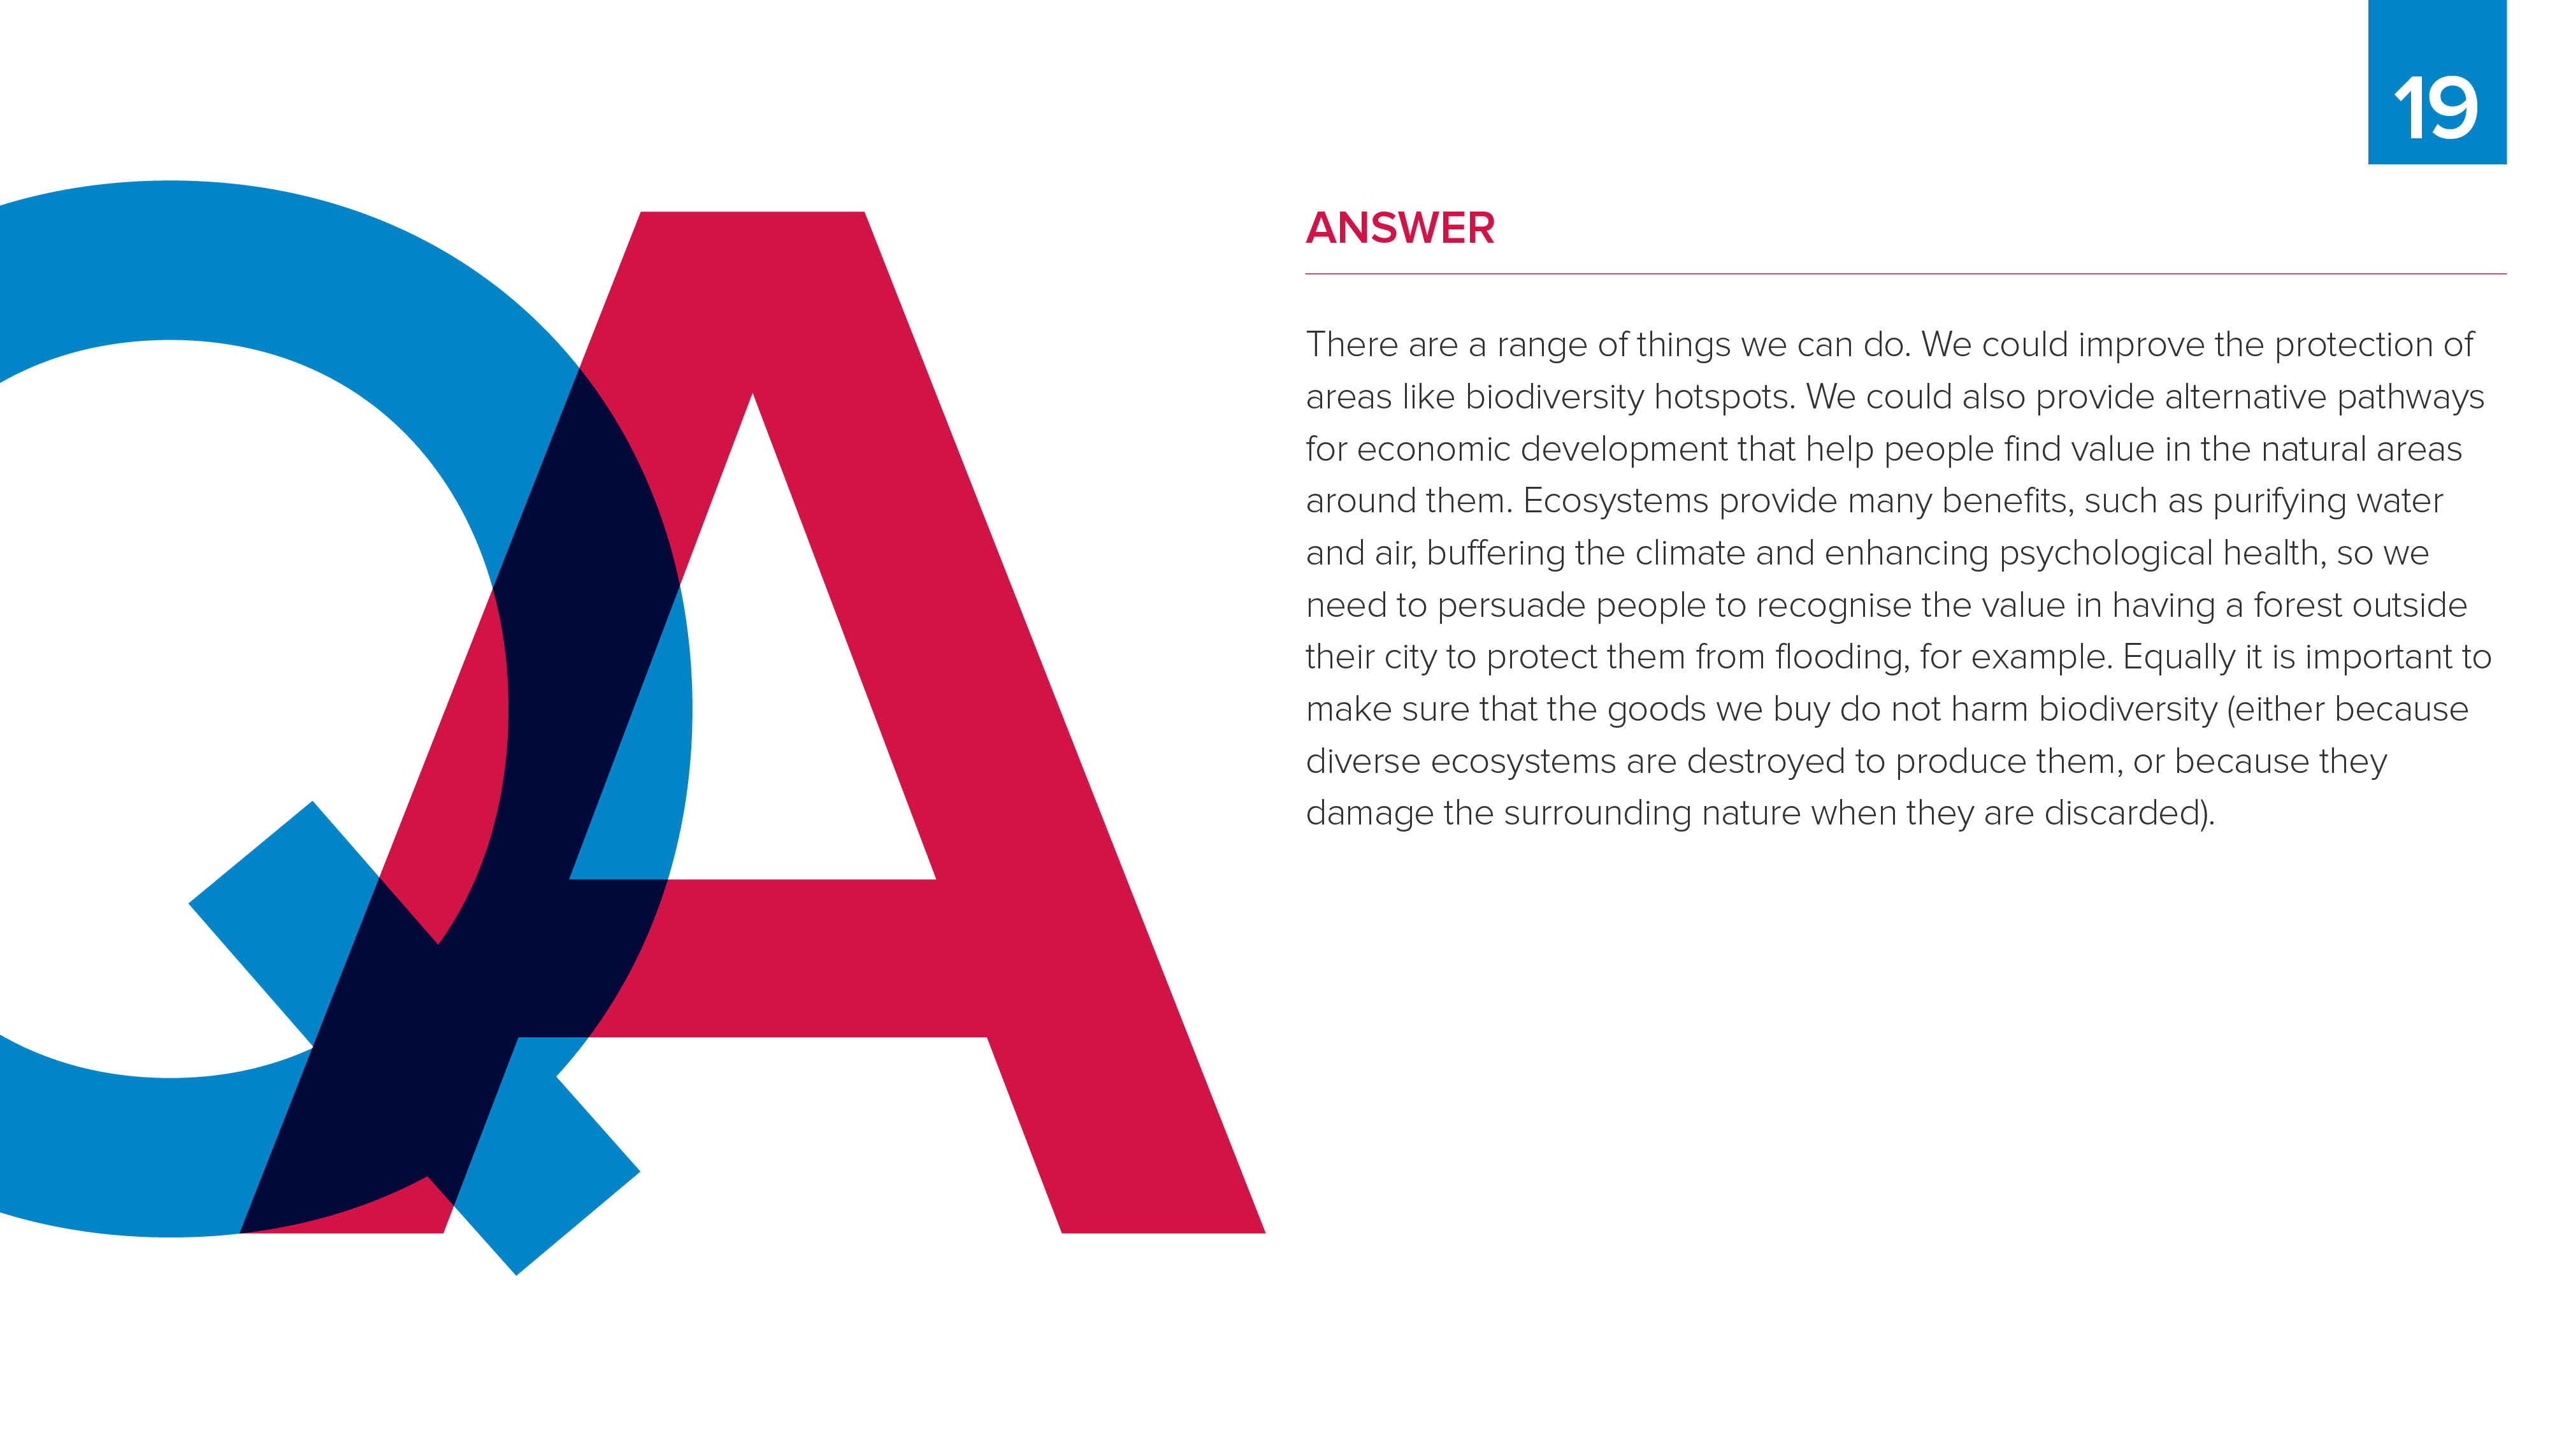 19
QA
ANSWER
There are a range of things we can do. We could improve the protection of
areas like biodiversity hotspots. We could also provide alternative pathways
for economic development that help people find value in the natural areas
around them. Ecosystems provide many benefits, such as purifying water
and air, buffering the climate and enhancing psychological health, so we
need to persuade people to recognise the value in having a forest outside
their city to protect them from flooding, for example. Equally it is important to
make sure that the goods we buy do not harm biodiversity (either because
diverse ecosystems are destroyed to produce them, or because they
damage the surrounding nature when they are discarded).